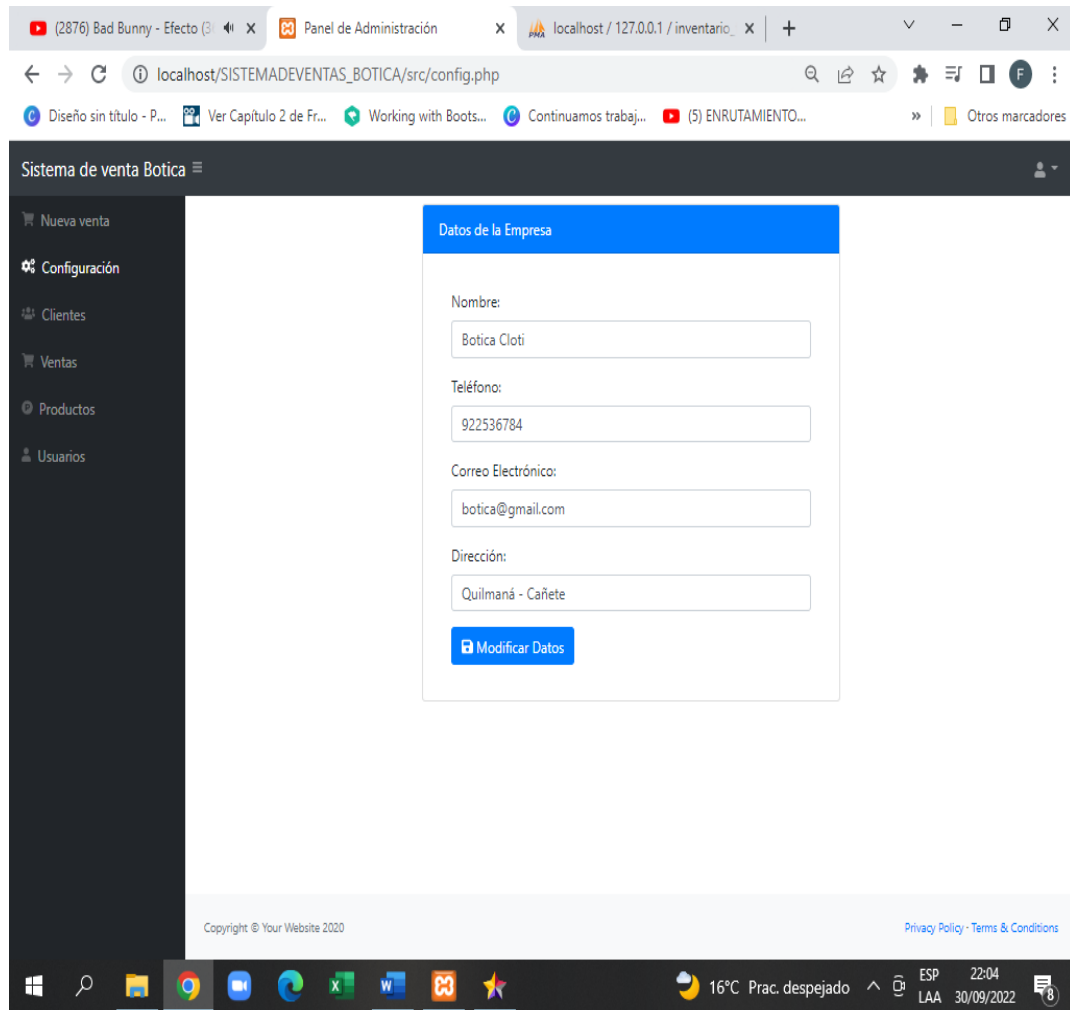 (2876) Bad Bunny - Efecto (3
Panel de Administración
localhost / 127.0.0.1 / inventario_
localhost/SISTEMADEVENTAS_BOTICA/src/config.php
F
Diseño sin título - P...
Ver Capítulo 2 de Fr...
Working with Boots...
Continuamos trabaj...
(5) ENRUTAMIENTO...
»
Otros marcadores
Sistema de venta Botica
Nueva venta
Configuración
Clientes
Ventas
Productos
Usuarios
Datos de la Empresa
Nombre:
Botica Cloti
Teléfono:
922536784
Correo Electrónico:
botica@gmail.com
Dirección:
Quilmaná - Cañete
Modificar Datos
Copyright © Your Website 2020
Privacy Policy · Terms & Conditions
16°C Prac. despejado
ESP
LAA
22:04
30/09/2022
8